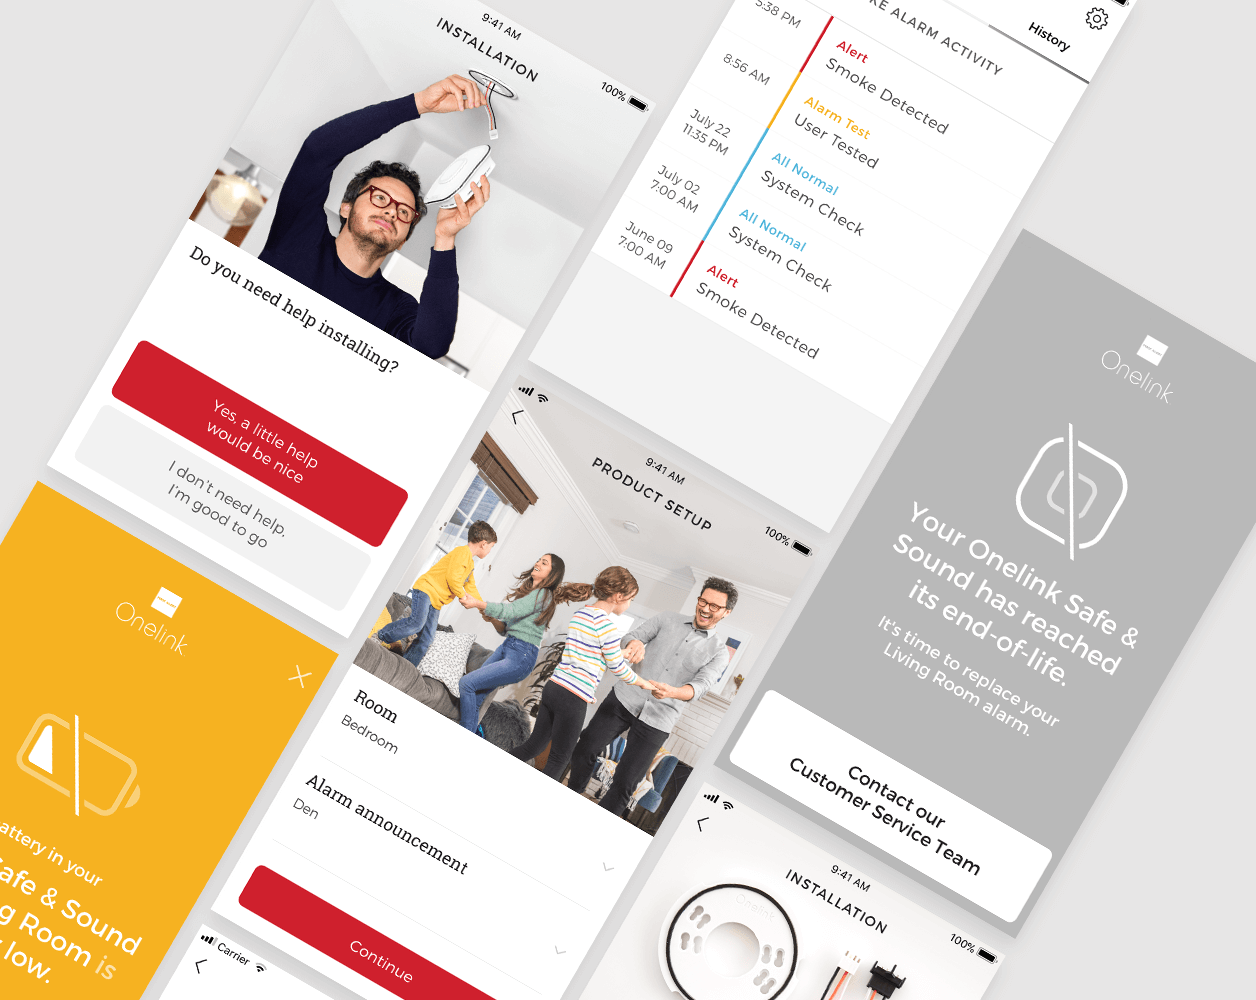 9:41 AM
INSTALLATION
100%
Do you need help installing?
Yes, a little help
would be nice
I don't need help,
I'm good to go
History
KE ALARM ACTIVITY
5:38 PM
Alert
Smoke Detected
8:56 AM
Alarm Test
User Tested
July 22
11:35 PM
All Normal
System Check
July 02
7:00 AM
All Normal
System Check
June 09
7:00 AM
Alert
Smoke Detected
9:41 AM
PRODUCT SETUP
100%
Room
Bedroom
Alarm announcement
Den
Continue
Onelink
Your Onelink Safe &
Sound has reached
its end-of-life.
It's time to replace your
Living Room alarm.
Contact our
Customer Service Team
Onelink
attery in your
afe & Sound
g Room is
low.
Carrier
9:41 AM
INSTALLATION
100%
Onelink